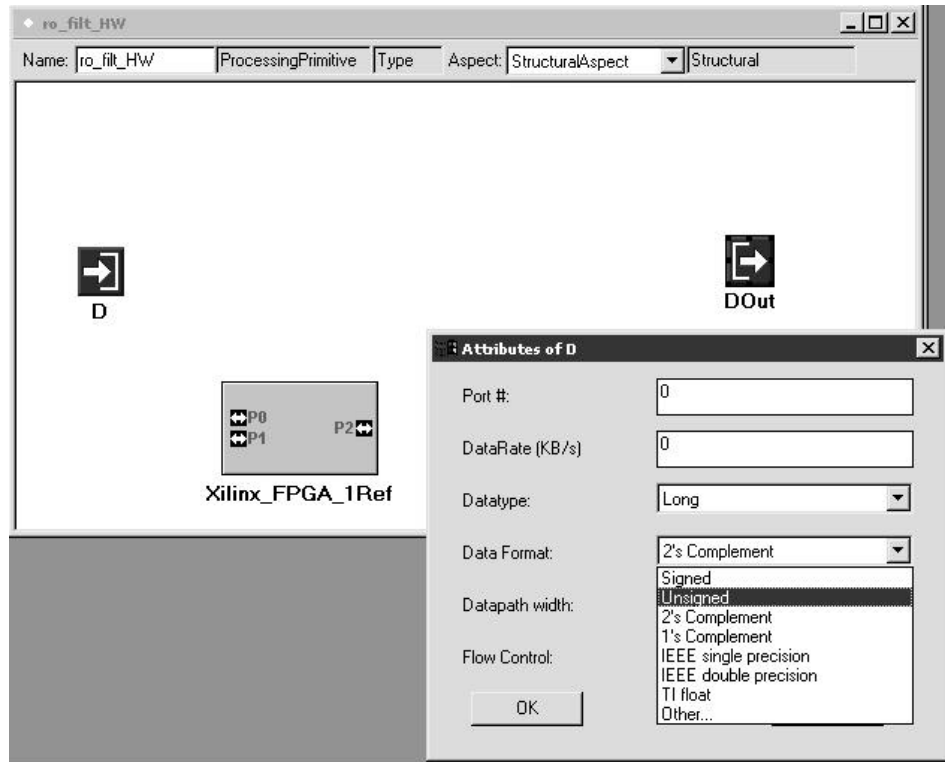 ro_filt_HW
Name: ro_filt_HW ProcessingPrimitive Type Aspect: StructuralAspect Structural
D
DOut
P0
P1
P2
Xilinx_FPGA_1Ref
Attributes of D
Port #: 0
DataRate (KB/s) 0
Datatype: Long
Data Format: 2's Complement
Signed
Unsigned
Datapath width:
2's Complement
1's Complement
Flow Control:
IEEE single precision
IEEE double precision
TI float
Other...
OK